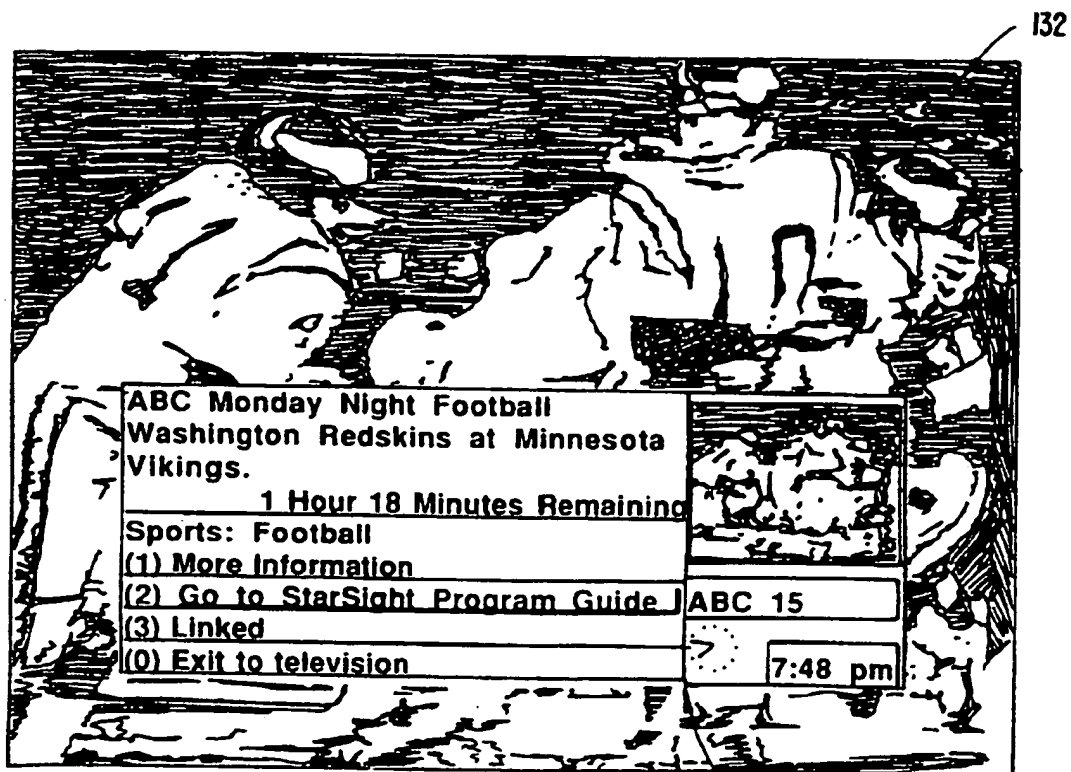 132
ABC Monday Night Football
Washington Redskins at Minnesota
Vikings.
1 Hour 18 Minutes Remaining
Sports: Football
(1) More Information
(2) Go to StarSight Program Guide
ABC 15
(3) Linked
(0) Exit to television
7:48 pm